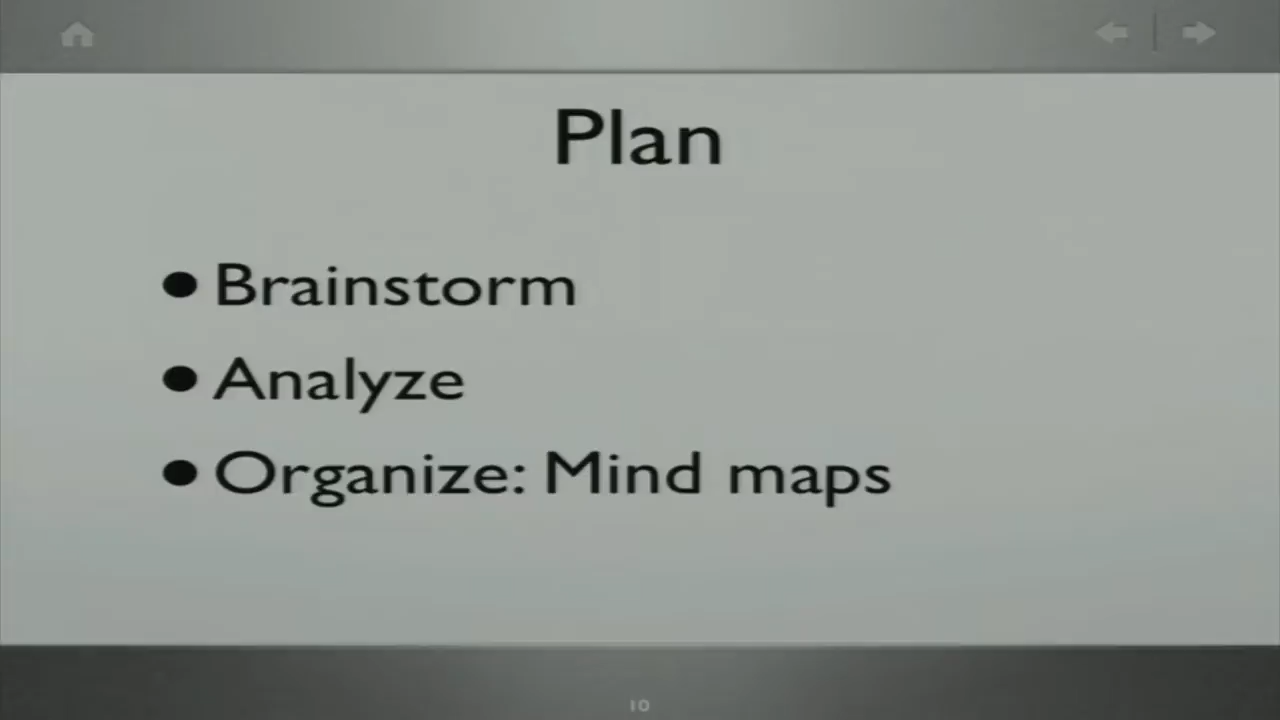 Plan
• Brainstorm
• Analyze
• Organize: Mind maps
10